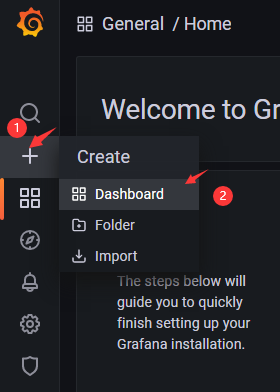 General / Home
Welcome to Gra
1
Create
Dashboard
2
Folder
Import
The steps below will
guide you to quickly
finish setting up your
Grafana installation.